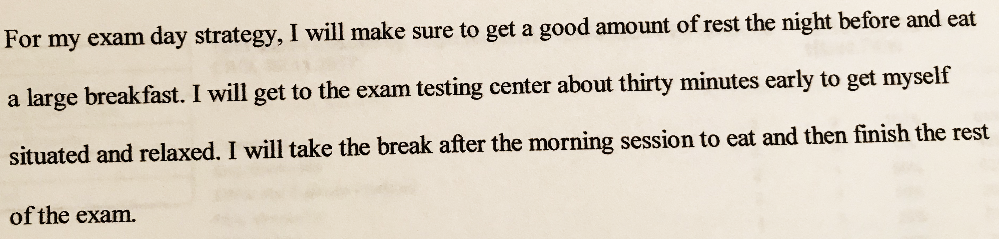 For my exam day strategy, I will make sure to get a good amount of rest the night before and eat
a large breakfast. I will get to the exam testing center about thirty minutes early to get myself
situated and relaxed. I will take the break after the morning session to eat and then finish the rest
of the exam.